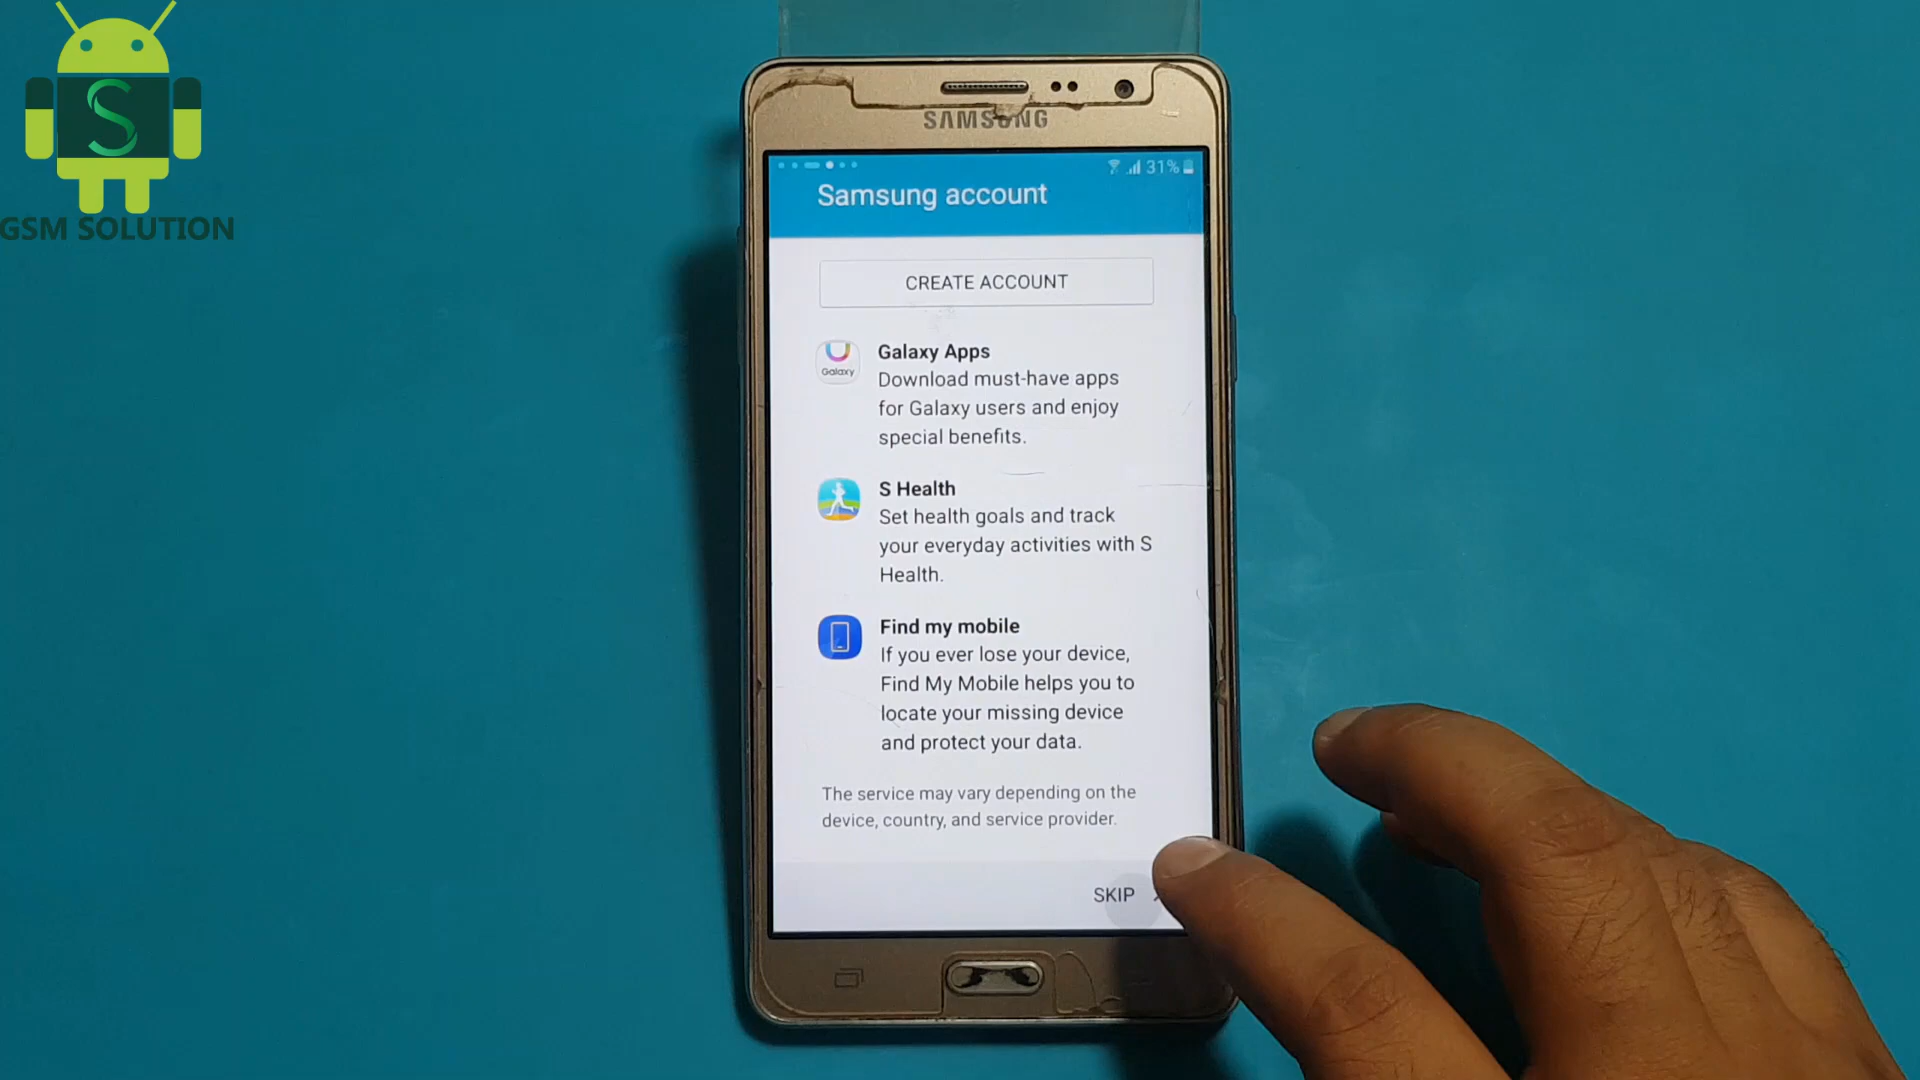 GSM SOLUTION
SAMSUNG
31%
Samsung account
CREATE ACCOUNT
Galaxy
Galaxy Apps
Download must-have apps
for Galaxy users and enjoy
special benefits.
S Health
Set health goals and track
your everyday activities with S
Health.
Find my mobile
If you ever lose your device,
Find My Mobile helps you to
locate your missing device
and protect your data.
The service may vary depending on the
device, country, and service provider.
SKIP